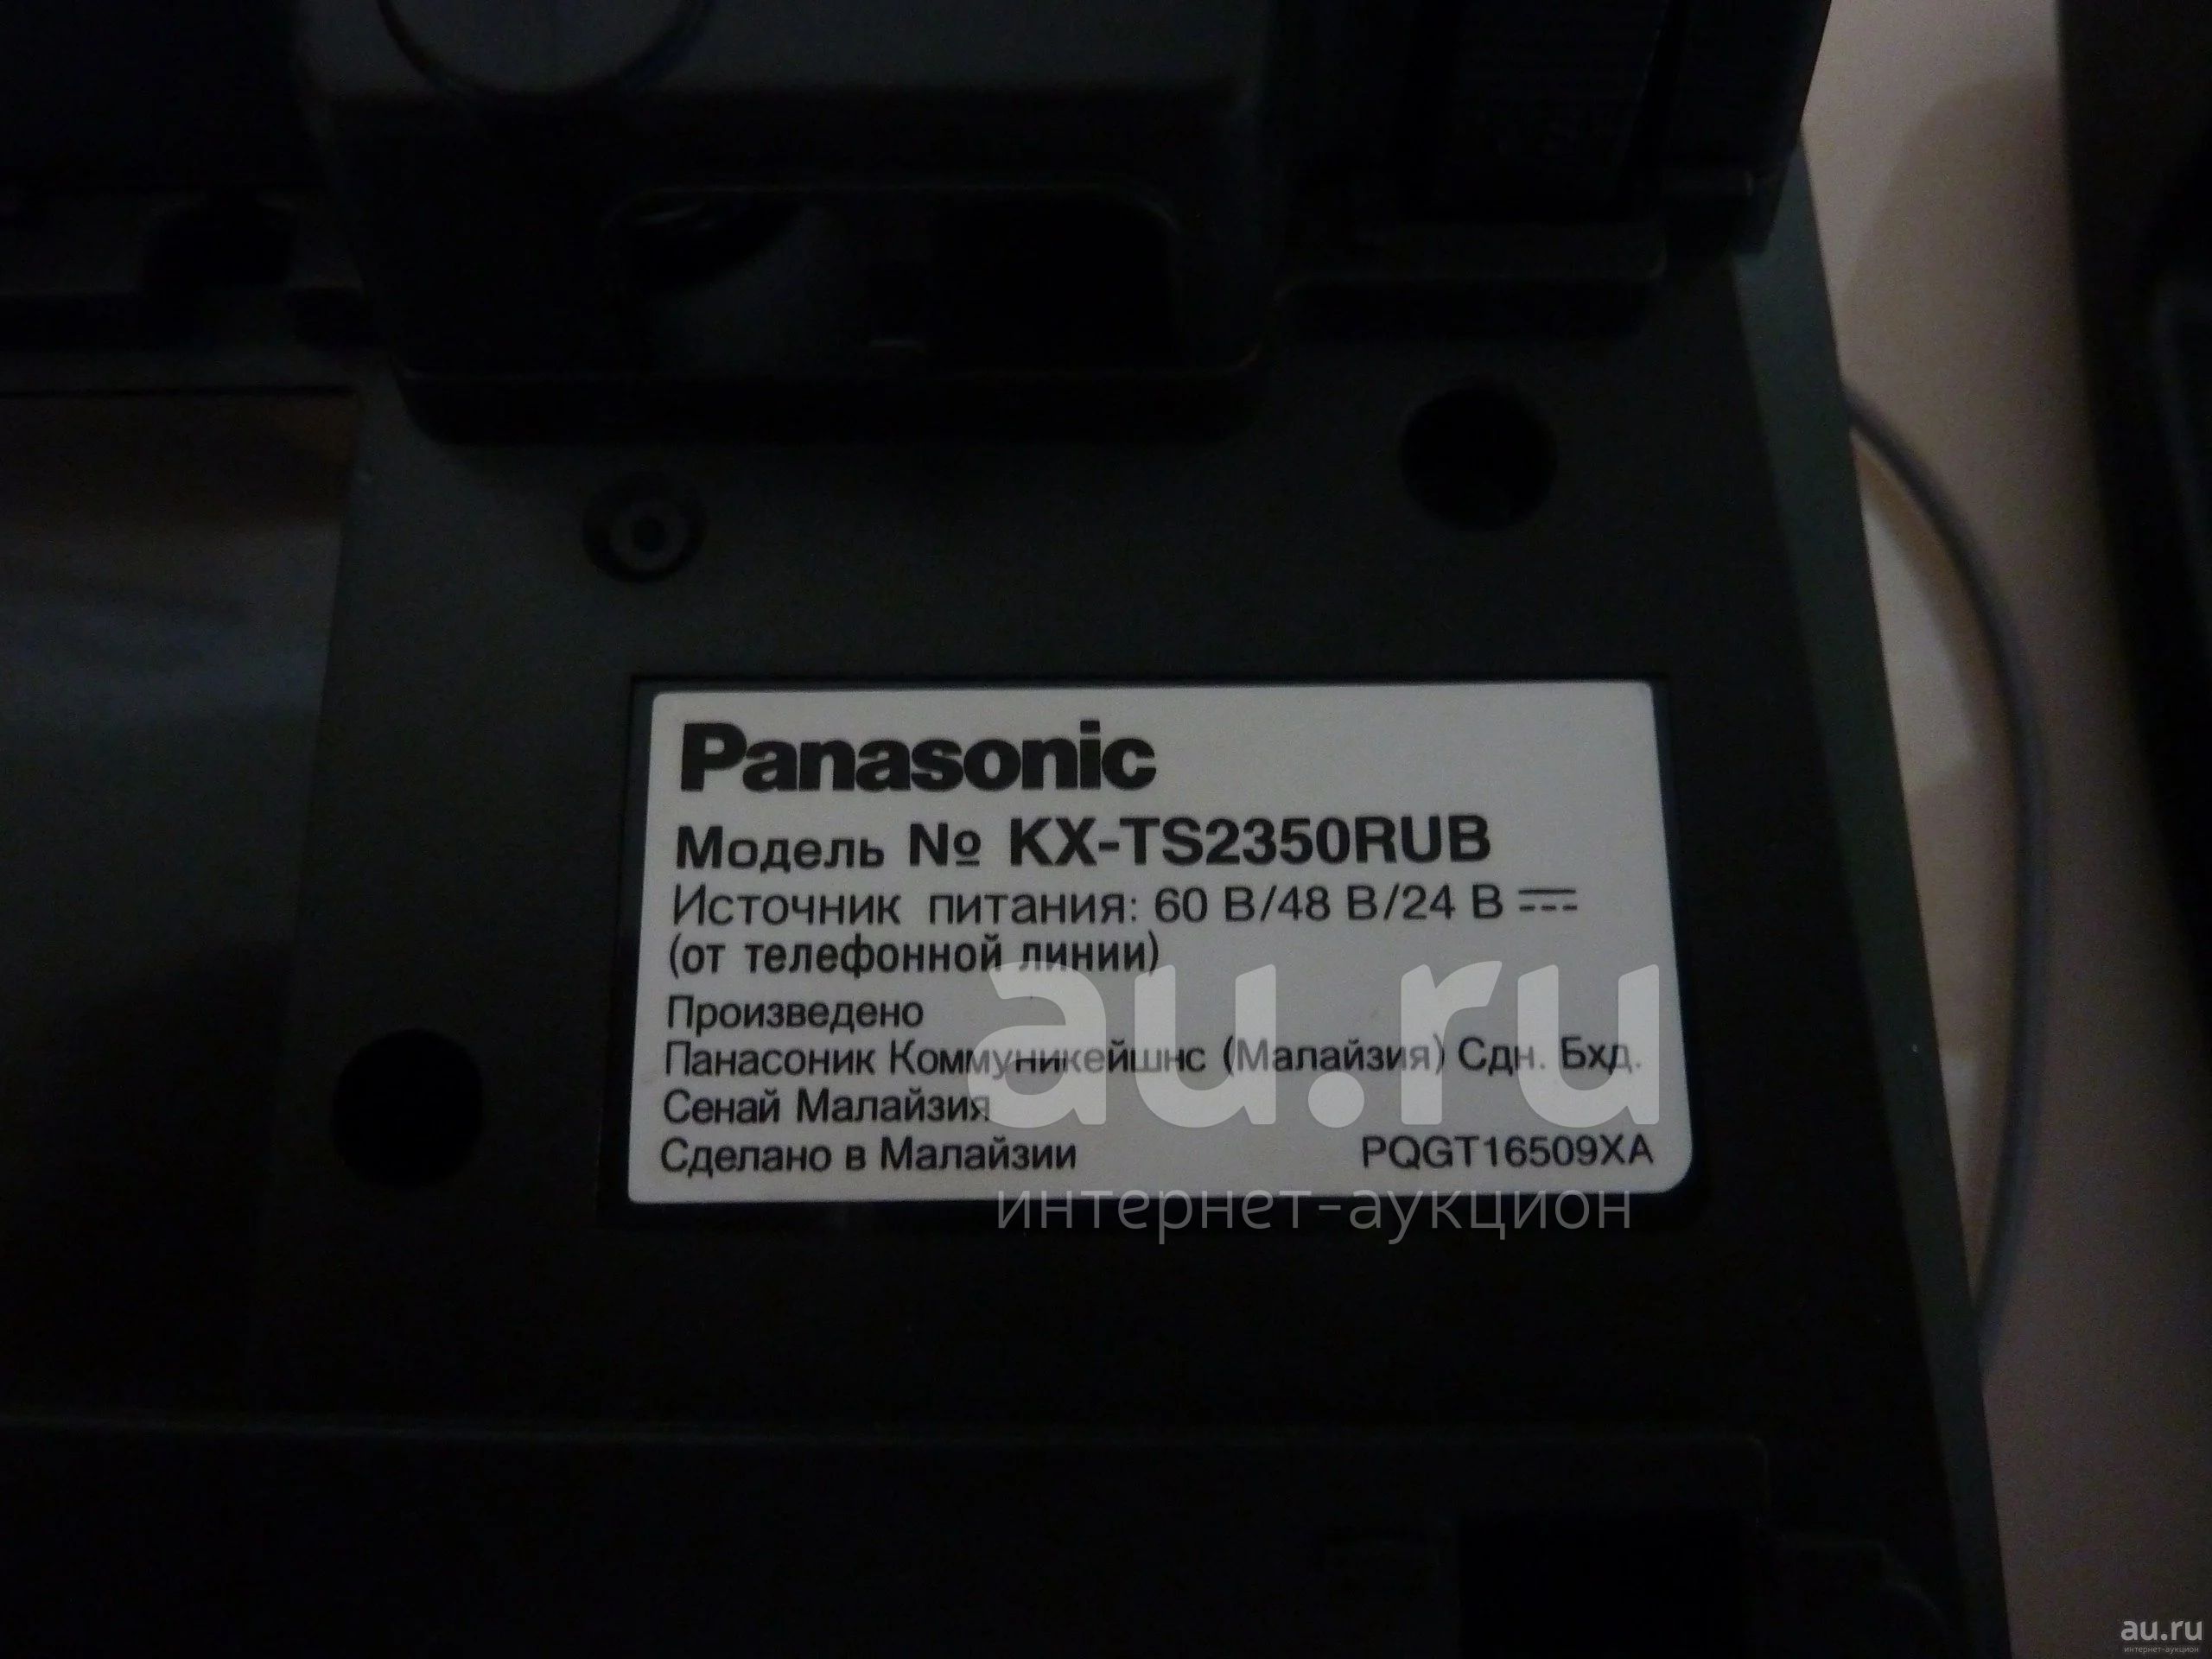 Panasonic
Модель № KX-TS2350RUB
Источник питания: 60 В/48 В/24 В
(от телефонной линии)
Произведено
Панасоник Коммуникейшнс (Малайзия) Сдн. Бхд.
Сенай Малайзия
Сделано в Малайзии PQGT16509XA
au.ru
интернет-аукцион
au.ru
интернет-аукцион